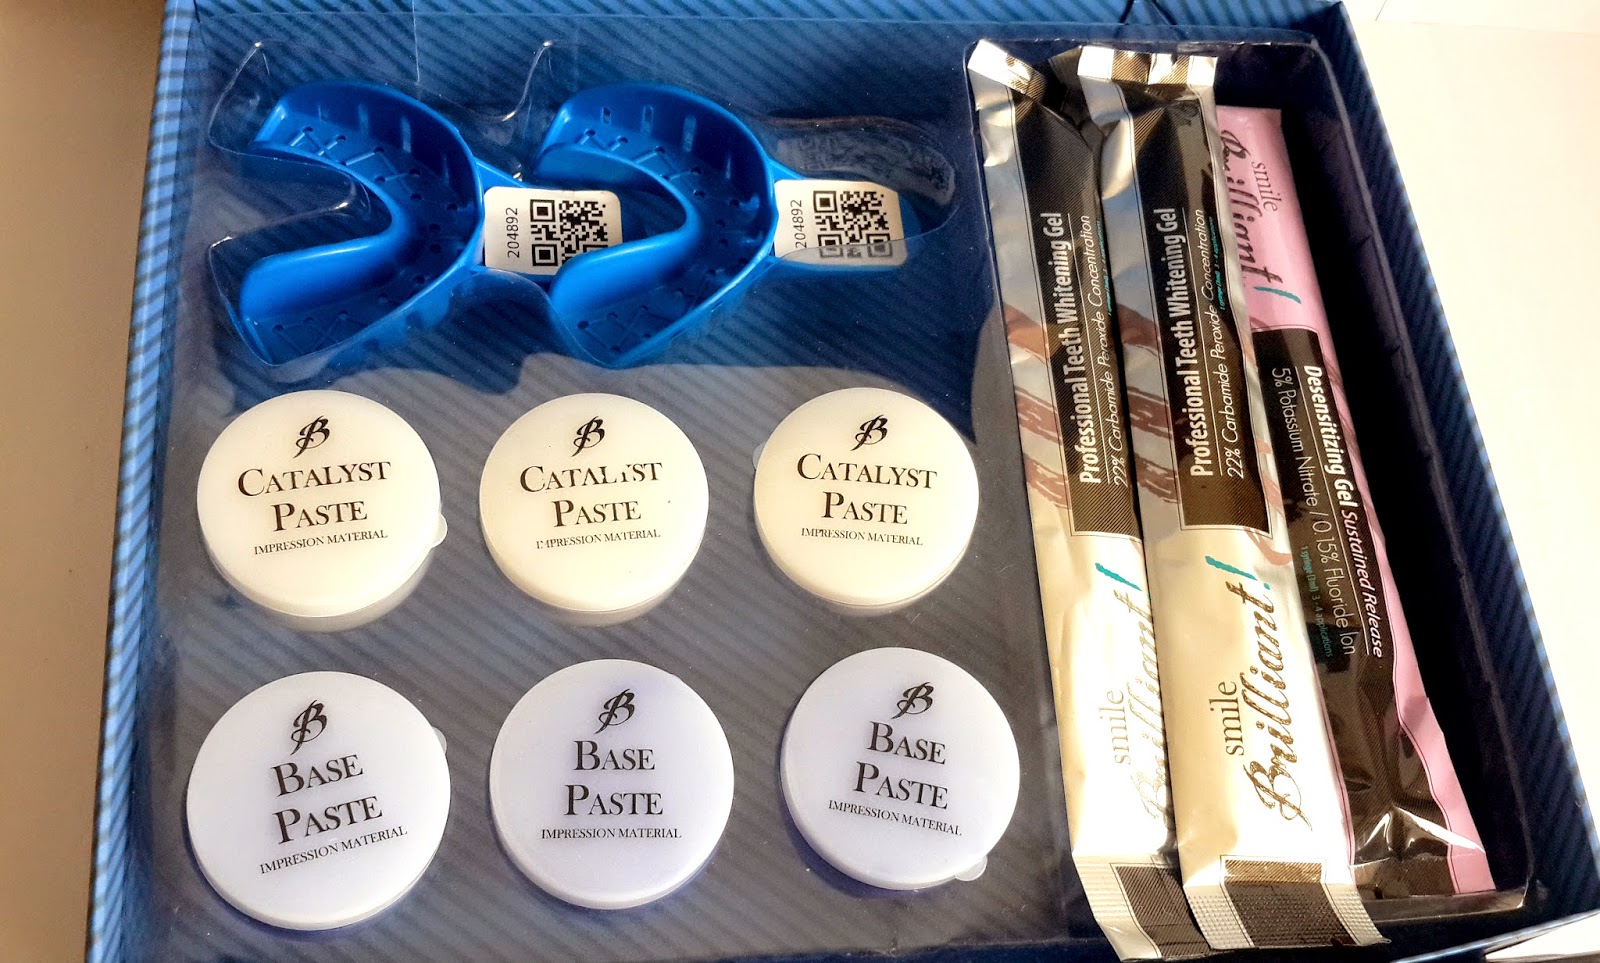 204892
204892
B
CATALYST
PASTE
IMPRESSION MATERIAL
B
CATALYST
PASTE
IMPRESSION MATERIAL
B
CATALYST
PASTE
IMPRESSION MATERIAL
B
BASE
PASTE
IMPRESSION MATERIAL
B
BASE
PASTE
IMPRESSION MATERIAL
B
BASE
PASTE
IMPRESSION MATERIAL
Professional Teeth Whitening Gel
22% Carbamide Peroxide Concentration
smile
Brilliant!
Professional Teeth Whitening Gel
22% Carbamide Peroxide Concentration
smile
Brilliant!
smile
Brilliant!
Desensitizing Gel Sustained Release
5% Potassium Nitrate / 0.15% Fluoride Ion